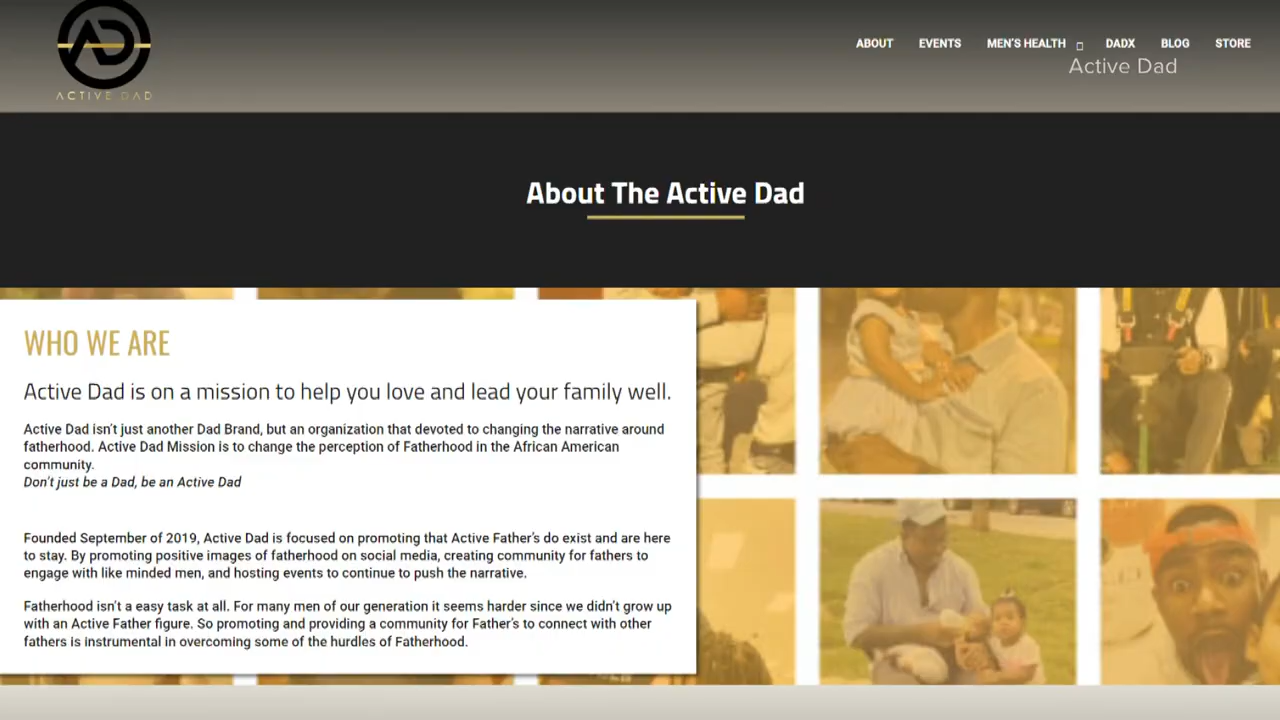 ACTIVE DAD
ABOUT EVENTS MEN'S HEALTH DADX BLOG STORE
Active Dad
About The Active Dad
WHO WE ARE
Active Dad is on a mission to help you love and lead your family well.
Active Dad isn't just another Dad Brand, but an organization that devoted to changing the narrative around
fatherhood. Active Dad Mission is to change the perception of Fatherhood in the African American
community.
Don't just be a Dad, be an Active Dad
Founded September of 2019, Active Dad is focused on promoting that Active Father's do exist and are here
to stay. By promoting positive images of fatherhood on social media, creating community for fathers to
engage with like minded men, and hosting events to continue to push the narrative.
Fatherhood isn't a easy task at all. For many men of our generation it seems harder since we didn't grow up
with an Active Father figure. So promoting and providing a community for Father's to connect with other
fathers is instrumental in overcoming some of the hurdles of Fatherhood.